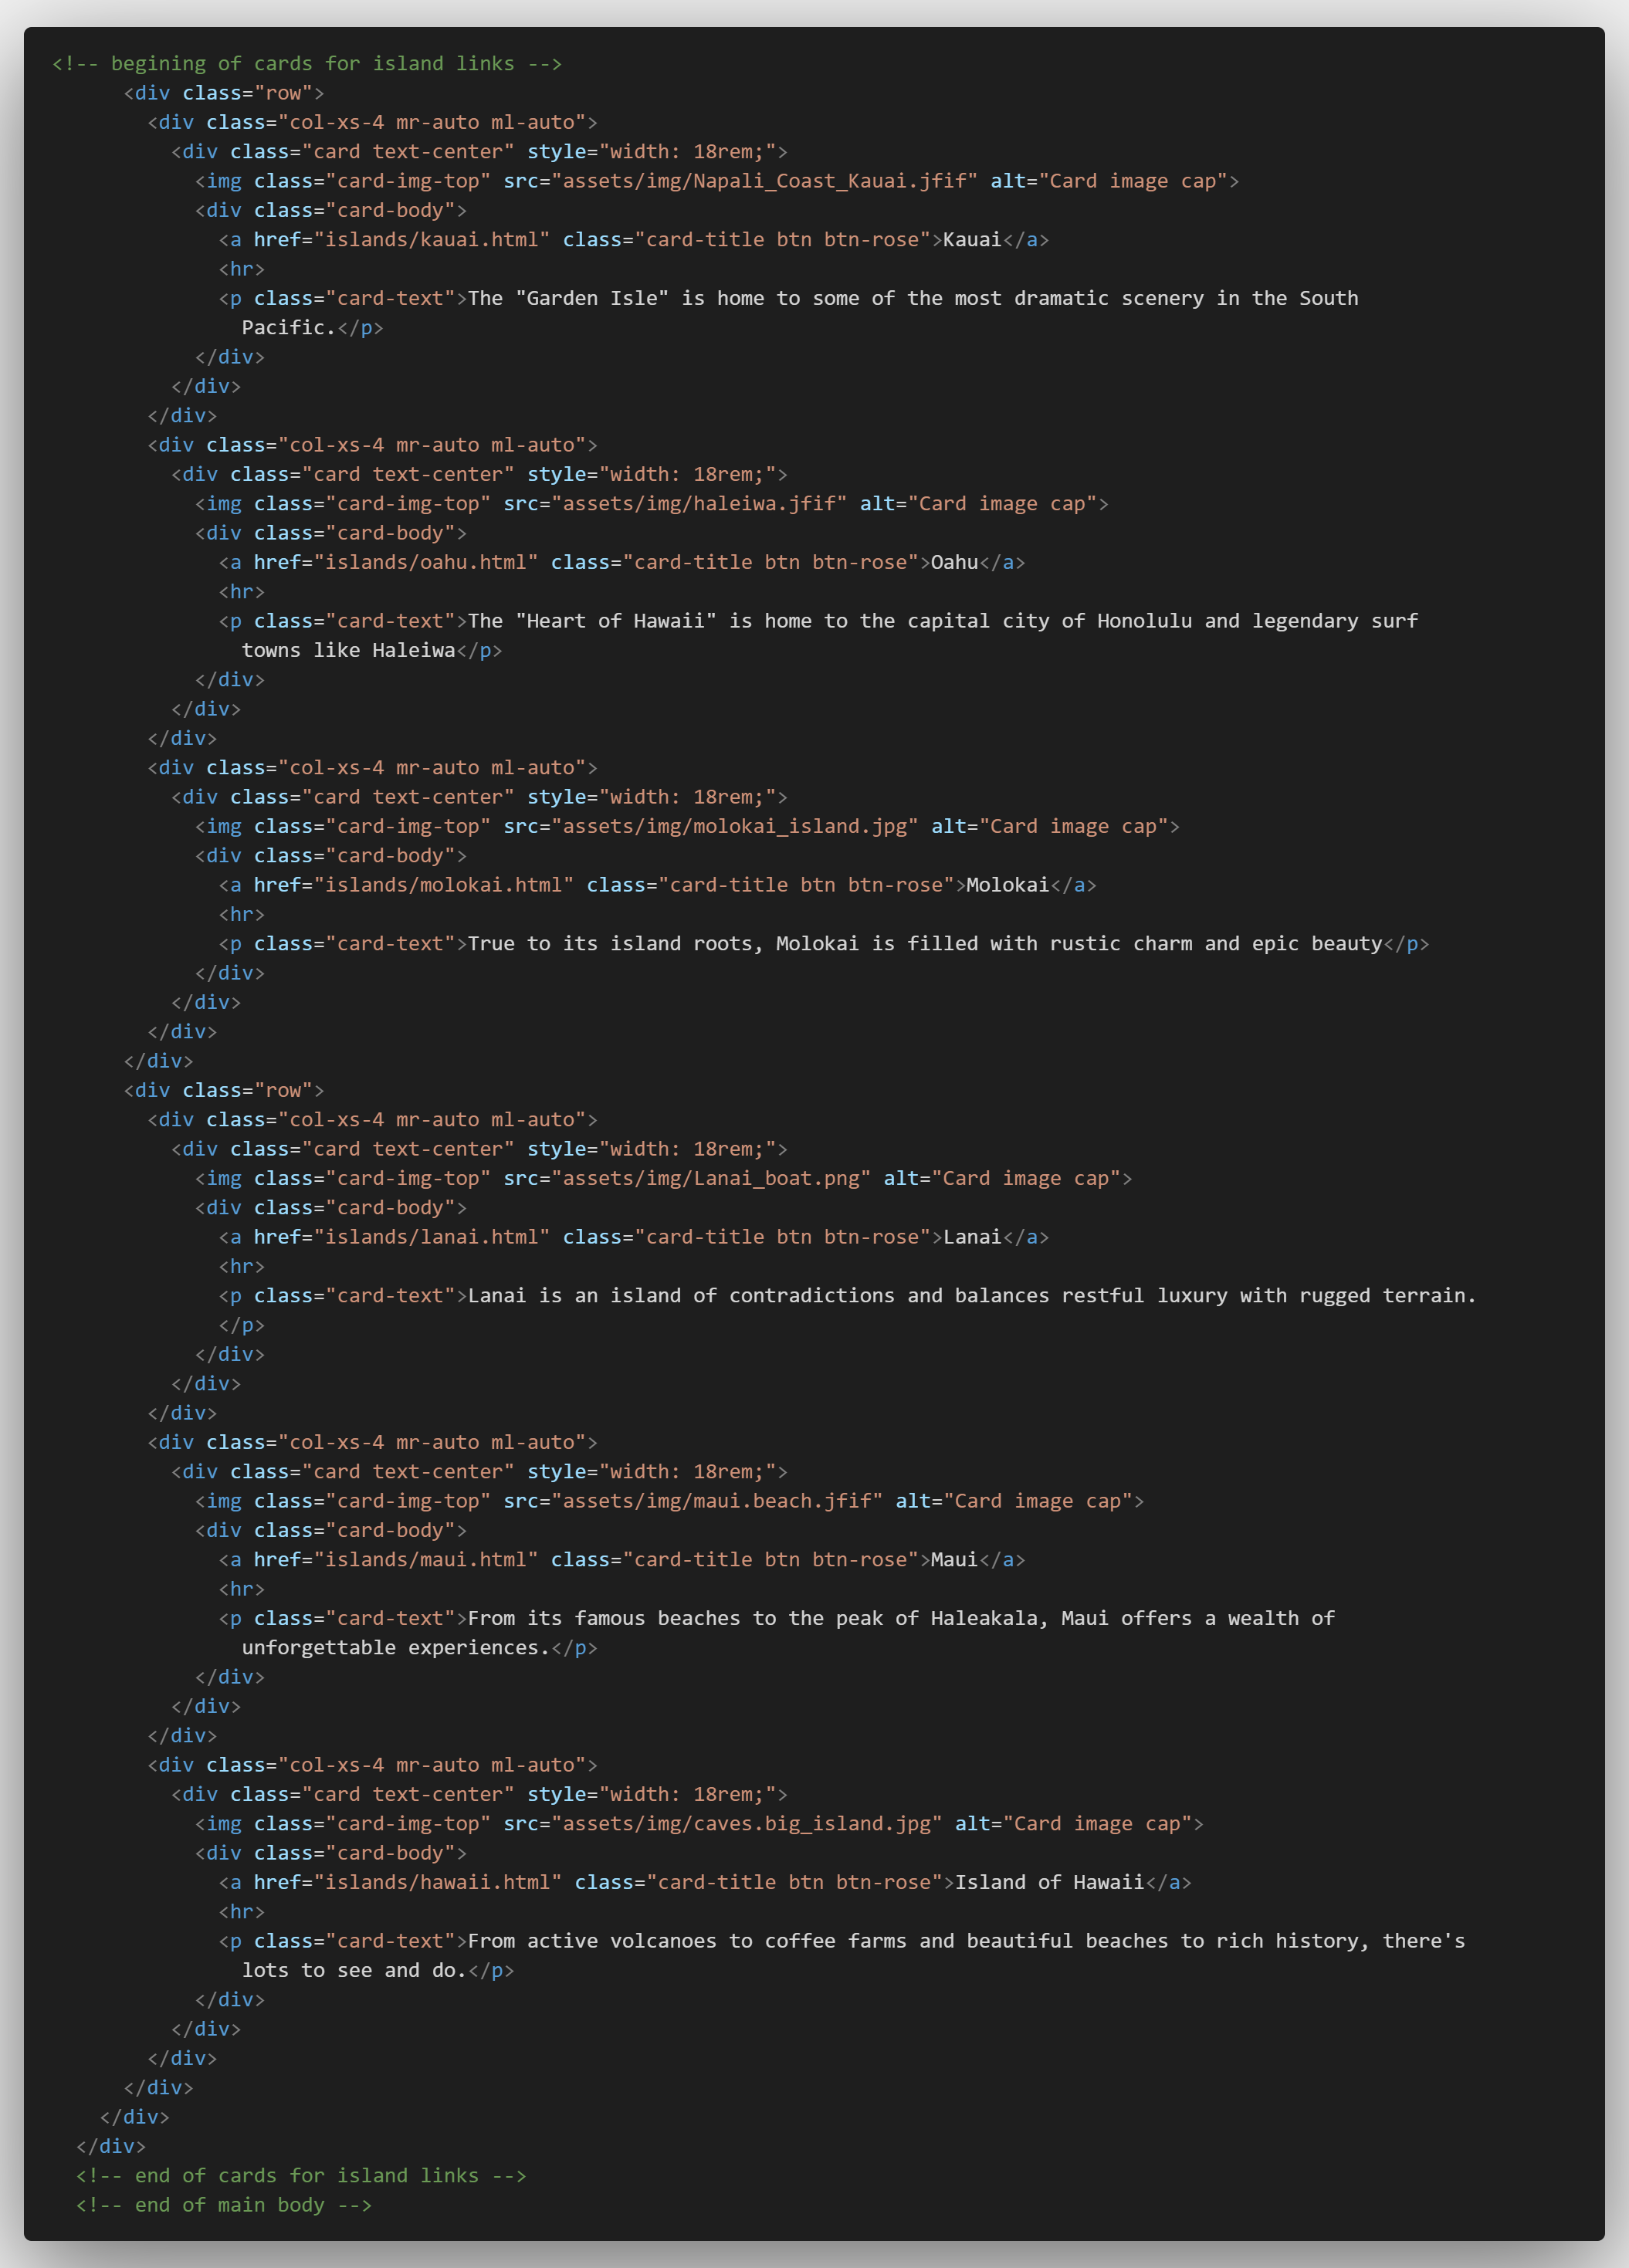 <!-- begining of cards for island links -->
      <div class="row">
        <div class="col-xs-4 mr-auto ml-auto">
          <div class="card text-center" style="width: 18rem;">
            <img class="card-img-top" src="assets/img/Napali_Coast_Kauai.jfif" alt="Card image cap">
            <div class="card-body">
              <a href="islands/kauai.html" class="card-title btn btn-rose">Kauai</a>
              <hr>
              <p class="card-text">The "Garden Isle" is home to some of the most dramatic scenery in the South
                Pacific.</p>
            </div>
          </div>
        </div>
        <div class="col-xs-4 mr-auto ml-auto">
          <div class="card text-center" style="width: 18rem;">
            <img class="card-img-top" src="assets/img/haleiwa.jfif" alt="Card image cap">
            <div class="card-body">
              <a href="islands/oahu.html" class="card-title btn btn-rose">Oahu</a>
              <hr>
              <p class="card-text">The "Heart of Hawaii" is home to the capital city of Honolulu and legendary surf
                towns like Haleiwa</p>
            </div>
          </div>
        </div>
        <div class="col-xs-4 mr-auto ml-auto">
          <div class="card text-center" style="width: 18rem;">
            <img class="card-img-top" src="assets/img/molokai_island.jpg" alt="Card image cap">
            <div class="card-body">
              <a href="islands/molokai.html" class="card-title btn btn-rose">Molokai</a>
              <hr>
              <p class="card-text">True to its island roots, Molokai is filled with rustic charm and epic beauty</p>
            </div>
          </div>
        </div>
      </div>
      <div class="row">
        <div class="col-xs-4 mr-auto ml-auto">
          <div class="card text-center" style="width: 18rem;">
            <img class="card-img-top" src="assets/img/Lanai_boat.png" alt="Card image cap">
            <div class="card-body">
              <a href="islands/lanai.html" class="card-title btn btn-rose">Lanai</a>
              <hr>
              <p class="card-text">Lanai is an island of contradictions and balances restful luxury with rugged terrain.
              </p>
            </div>
          </div>
        </div>
        <div class="col-xs-4 mr-auto ml-auto">
          <div class="card text-center" style="width: 18rem;">
            <img class="card-img-top" src="assets/img/maui.beach.jfif" alt="Card image cap">
            <div class="card-body">
              <a href="islands/maui.html" class="card-title btn btn-rose">Maui</a>
              <hr>
              <p class="card-text">From its famous beaches to the peak of Haleakala, Maui offers a wealth of
                unforgettable experiences.</p>
            </div>
          </div>
        </div>
        <div class="col-xs-4 mr-auto ml-auto">
          <div class="card text-center" style="width: 18rem;">
            <img class="card-img-top" src="assets/img/caves.big_island.jpg" alt="Card image cap">
            <div class="card-body">
              <a href="islands/hawaii.html" class="card-title btn btn-rose">Island of Hawaii</a>
              <hr>
              <p class="card-text">From active volcanoes to coffee farms and beautiful beaches to rich history, there's
                lots to see and do.</p>
            </div>
          </div>
        </div>
      </div>
    </div>
  </div>
  <!-- end of cards for island links -->
  <!-- end of main body -->